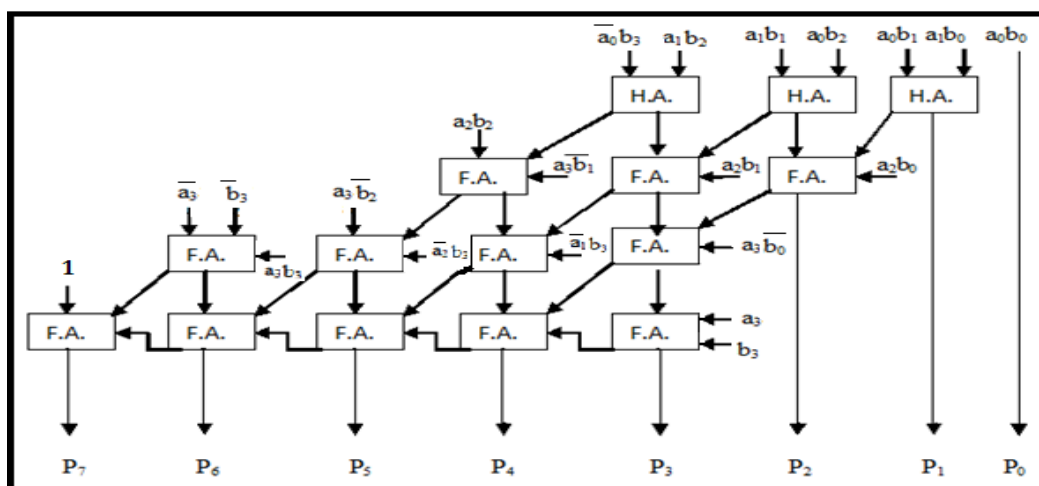 a̅₀b₃ a₁b₂ a₁b₁ a₀b₂ a₀b₁ a₁b₀ a₀b₀
H.A. H.A. H.A.
a₂b₂
F.A. a₃b̅₁ F.A. a₂b₁ F.A. a₂b₀
a̅₃ b̅₃ a₃b̅₂
F.A. a₃b₃ F.A. a̅₂b₃ F.A. a̅₁b₃ F.A. a₃b̅₀
1
F.A. F.A. F.A. F.A. F.A. a₃
b₃
P₇ P₆ P₅ P₄ P₃ P₂ P₁ P₀